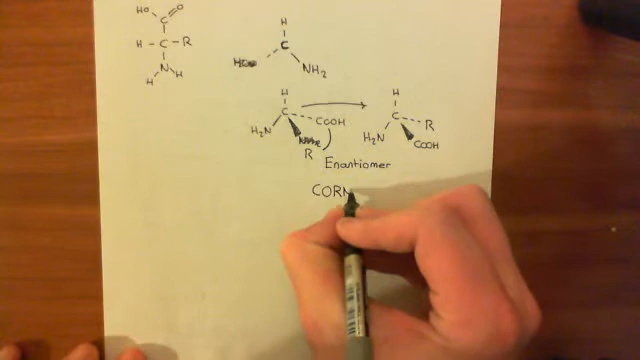 HO O
C
H - C - R
N
H H
H
C
NH2
H
C
H2N COOH
R
H
C
H2N R
COOH
Enantiomer
CORN